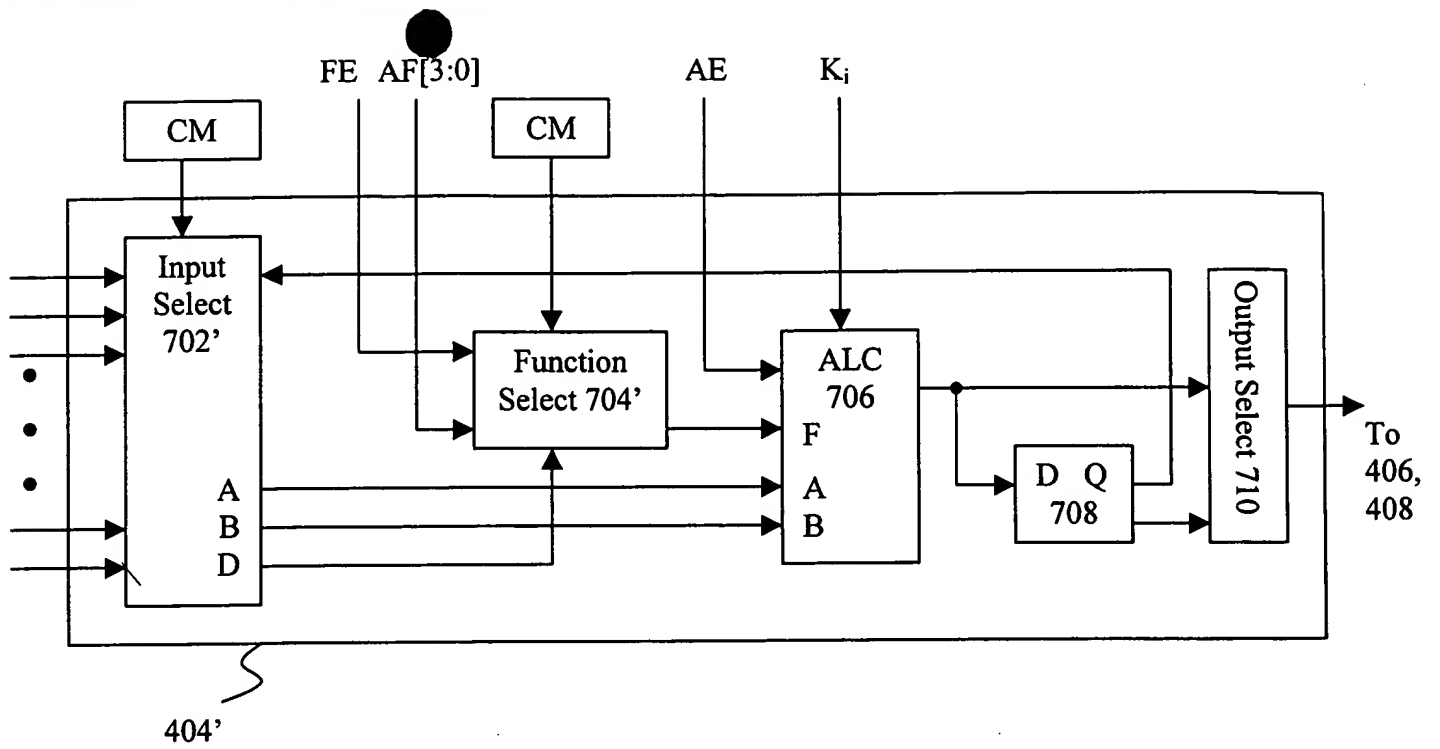 FE AF[3:0] AE Kᵢ
CM
CM
Input
Select
702’
Function
Select 704’
ALC
706
Output Select 710
F
A
B
D
A
B
D Q
708
To
406,
408
404’